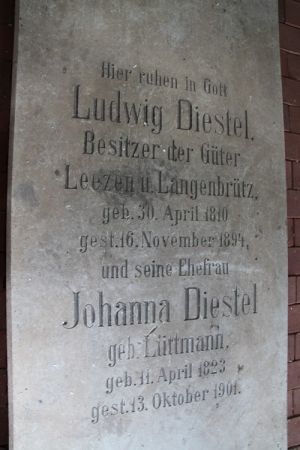 Hier ruhen in Gott
Ludwig Diestel,
Besitzer der Güter
Leezen u. Langenbrütz,
geb. 30. April 1810
gest. 16. November 1894,
und seine Ehefrau
Johanna Diestel
geb. Lüttmann,
geb. 11. April 1823
gest. 13. Oktober 1901.